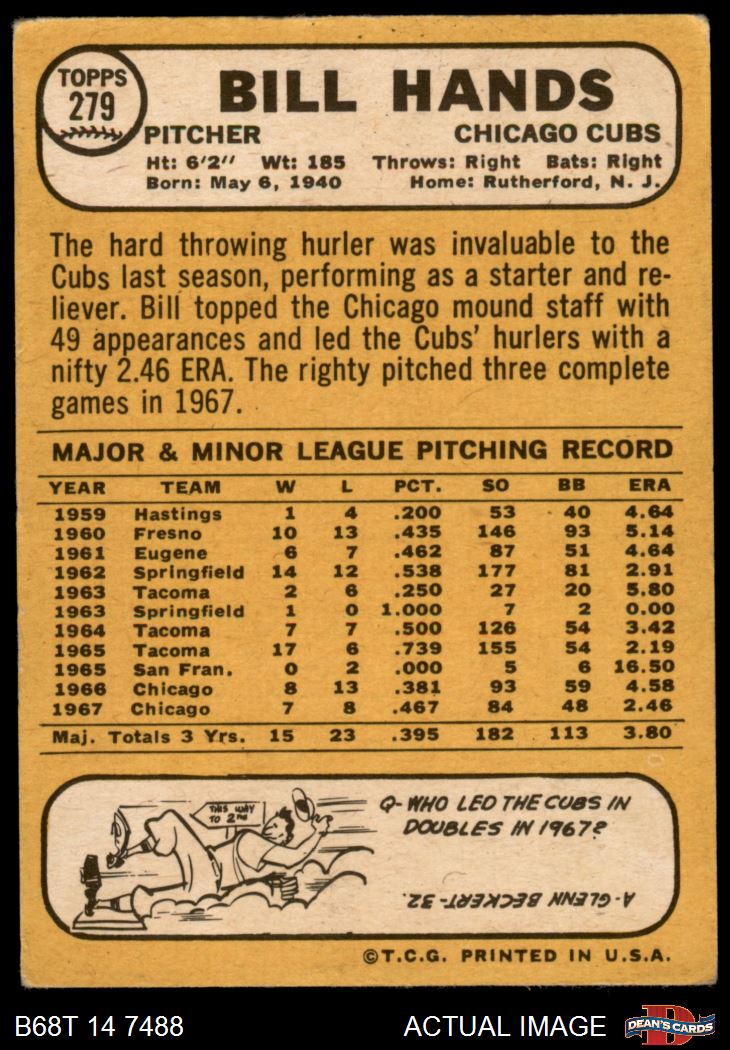 TOPPS
279
BILL HANDS
PITCHER CHICAGO CUBS
Ht: 6'2" Wt: 185 Throws: Right Bats: Right
Born: May 6, 1940 Home: Rutherford, N. J.
The hard throwing hurler was invaluable to the
Cubs last season, performing as a starter and re-
liever. Bill topped the Chicago mound staff with
49 appearances and led the Cubs' hurlers with a
nifty 2.46 ERA. The righty pitched three complete
games in 1967.
MAJOR & MINOR LEAGUE PITCHING RECORD
YEAR TEAM W L PCT. SO BB ERA
1959 Hastings 1 4 .200 53 40 4.64
1960 Fresno 10 13 .435 146 93 5.14
1961 Eugene 6 7 .462 87 51 4.64
1962 Springfield 14 12 .538 177 81 2.91
1963 Tacoma 2 6 .250 27 20 5.80
1963 Springfield 1 0 1.000 7 2 0.00
1964 Tacoma 7 7 .500 126 54 3.42
1965 Tacoma 17 6 .739 155 54 2.19
1965 San Fran. 0 2 .000 5 6 16.50
1966 Chicago 8 13 .381 93 59 4.58
1967 Chicago 7 8 .467 84 48 2.46
Maj. Totals 3 Yrs. 15 23 .395 182 113 3.80
THIS WAY
TO 2ND
Q- WHO LED THE CUBS IN
DOUBLES IN 1967?
A- GLENN BECKERT-32.
©T.C.G. PRINTED IN U.S.A.
B68T 14 7488 ACTUAL IMAGE
D
DEAN'S CARDS